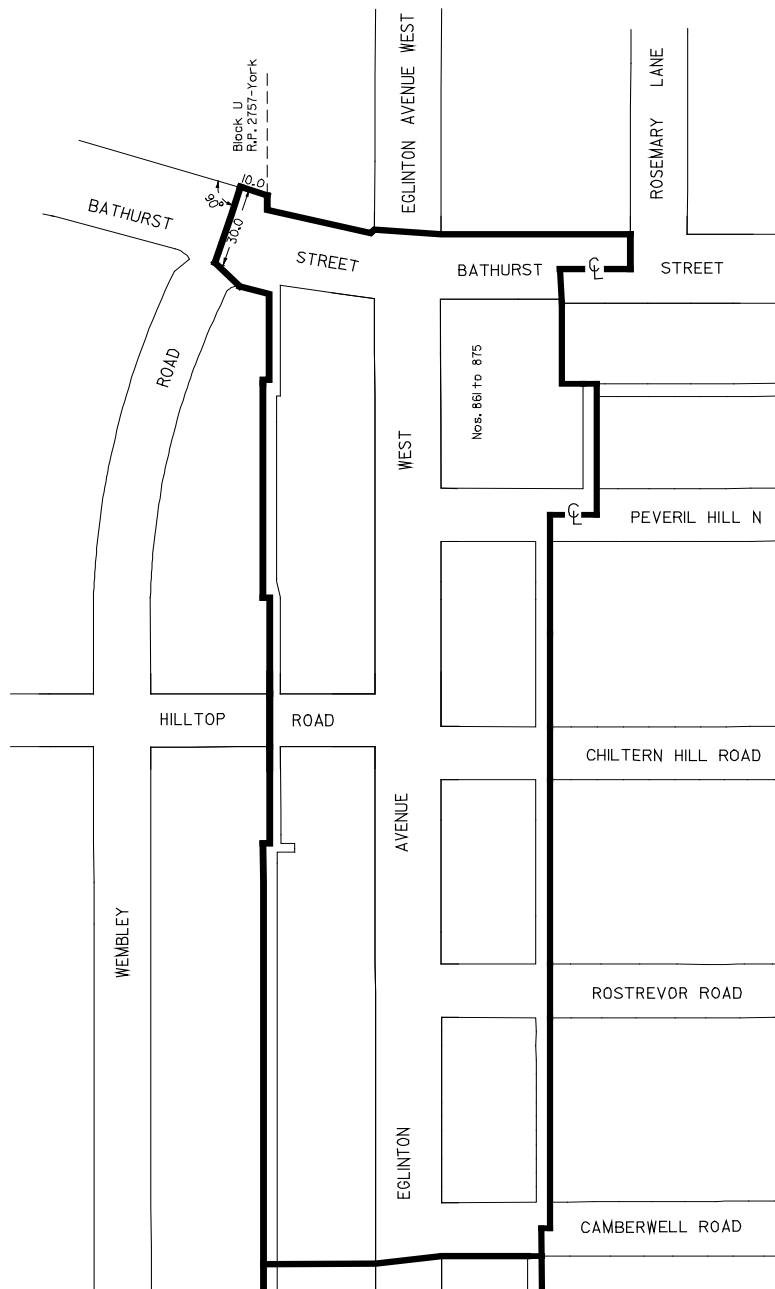 EGLINTON AVENUE WEST
ROSEMARY LANE
Block U
R.P. 2757-York
10.0
90°
30.0
BATHURST
STREET
BATHURST
CL
STREET
ROAD
Nos. 861 to 875
WEST
CL
PEVERIL HILL N
HILLTOP
ROAD
CHILTERN HILL ROAD
AVENUE
WEMBLEY
ROSTREVOR ROAD
EGLINTON
CAMBERWELL ROAD